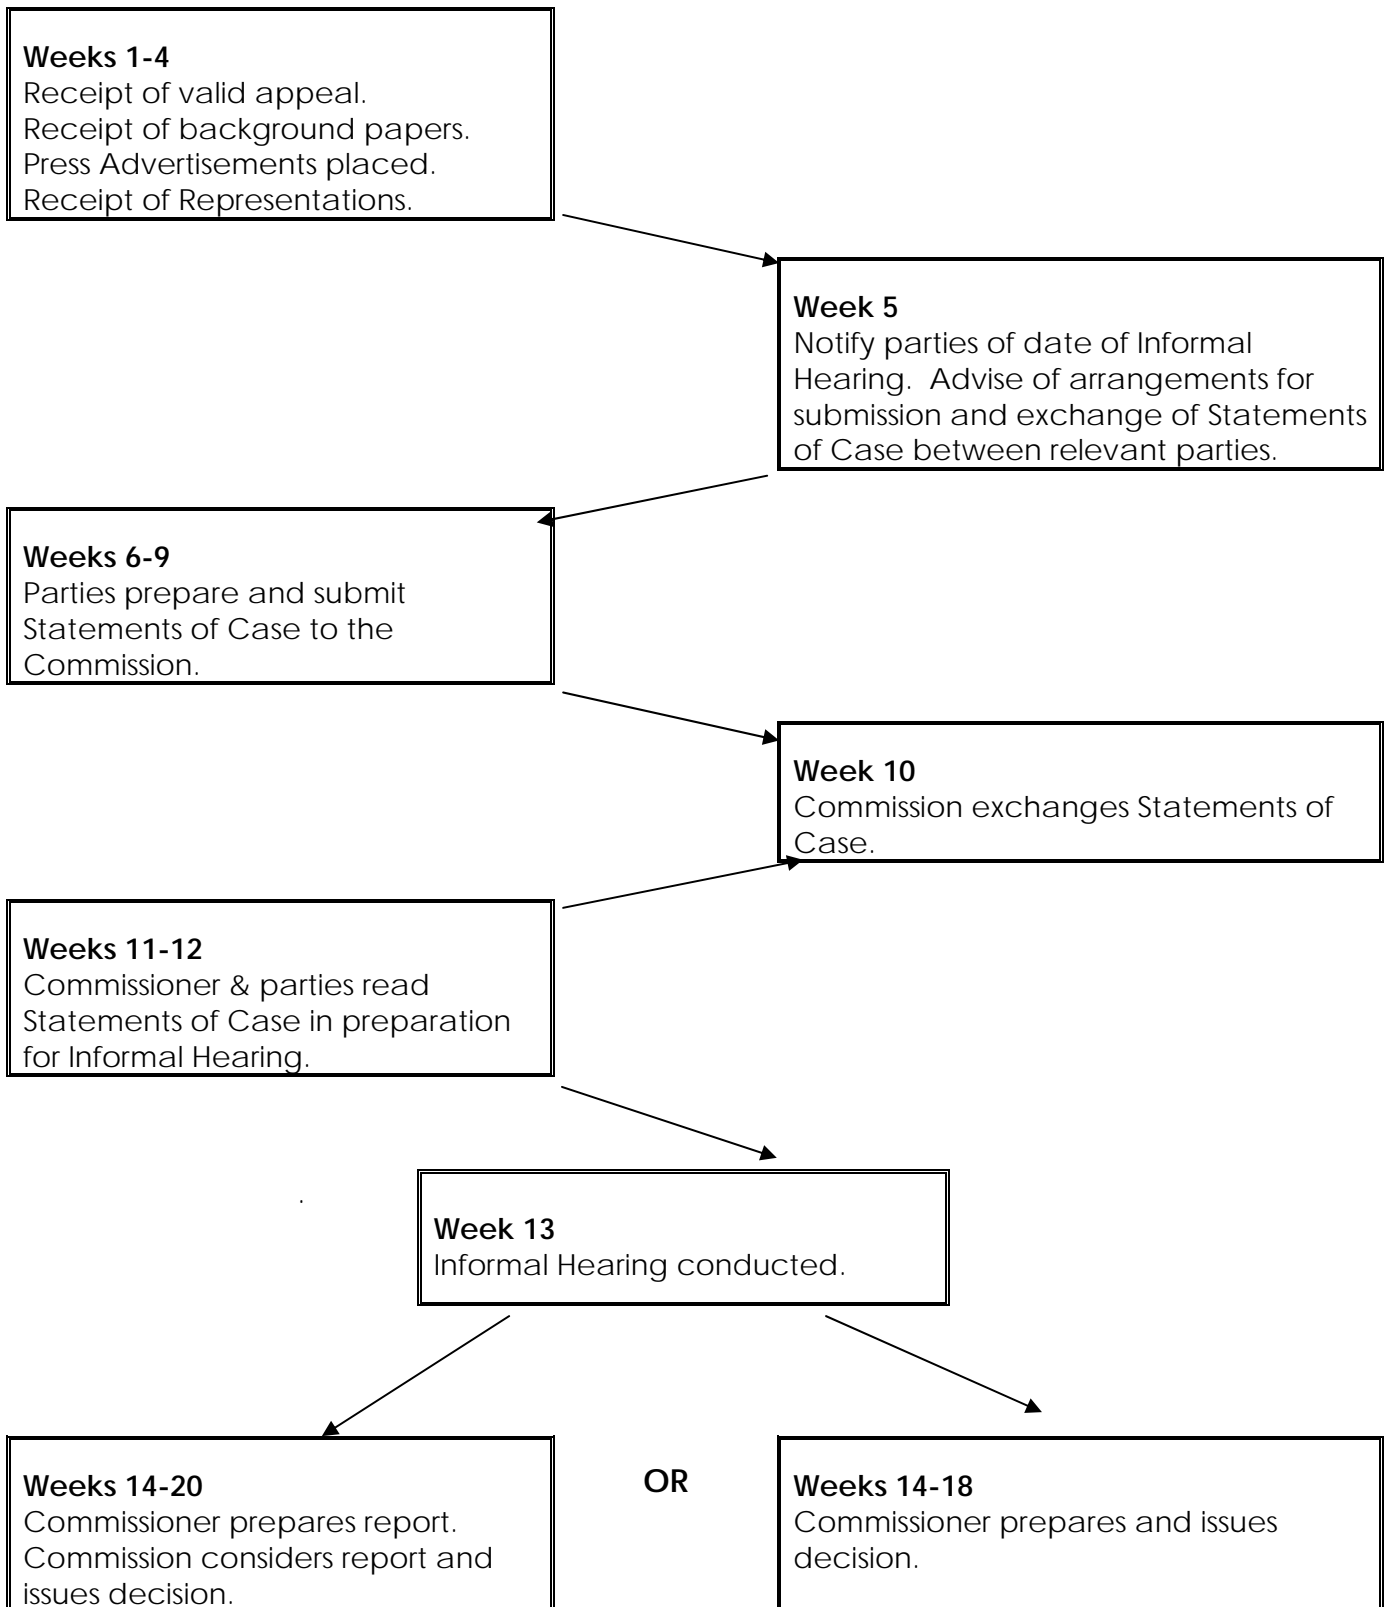 Weeks 1-4
Receipt of valid appeal.
Receipt of background papers.
Press Advertisements placed.
Receipt of Representations.
Week 5
Notify parties of date of Informal
Hearing.  Advise of arrangements for
submission and exchange of Statements
of Case between relevant parties.
Weeks 6-9
Parties prepare and submit
Statements of Case to the
Commission.
Week 10
Commission exchanges Statements of
Case.
Weeks 11-12
Commissioner & parties read
Statements of Case in preparation
for Informal Hearing.
.
Week 13
Informal Hearing conducted.
Weeks 14-20
Commissioner prepares report.
Commission considers report and
issues decision.
OR
Weeks 14-18
Commissioner prepares and issues
decision.